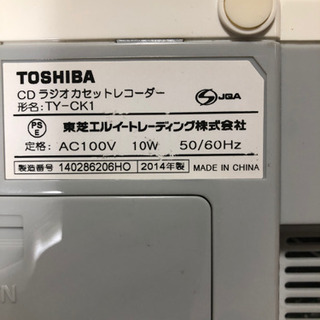 TOSHIBA
CDラジオカセットレコーダー
形名:TY-CK1
JQA
PS
E
東芝エルイートレーディング株式会社
定格: AC100V 10W 50/60Hz
製造番号 140286206HO 2014年製 MADE IN CHINA
N